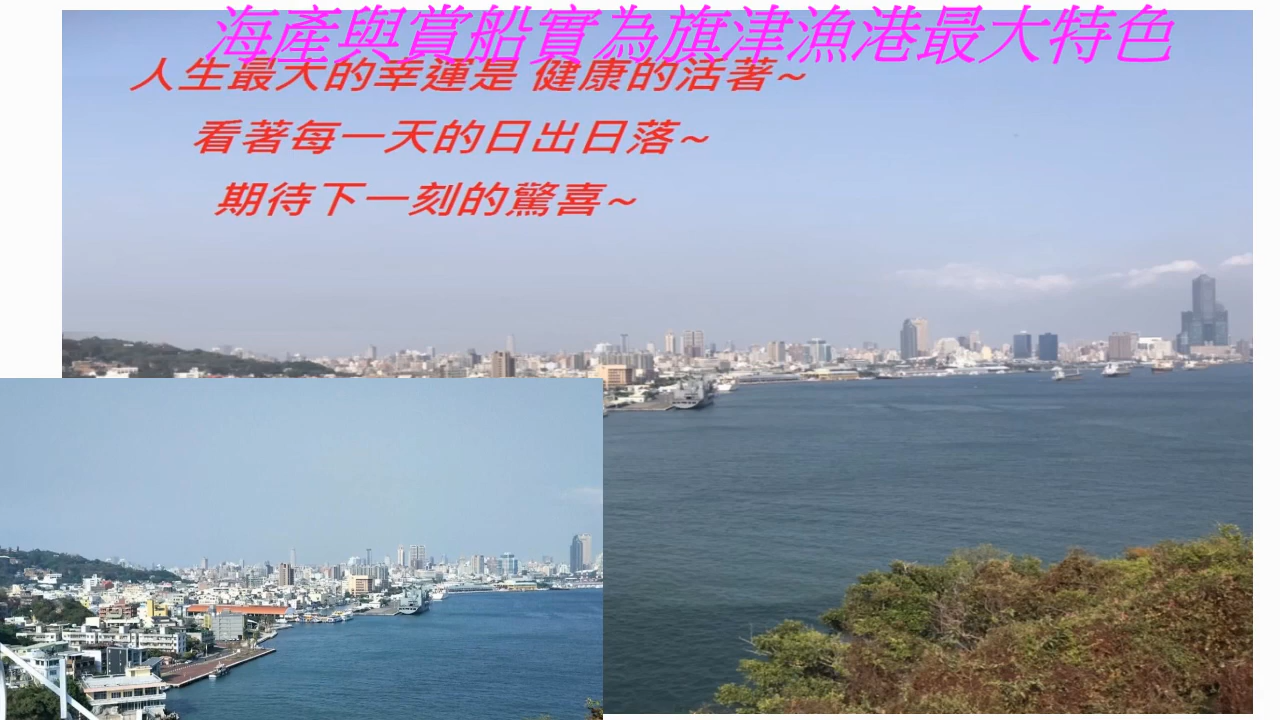 海產與賞船實為旗津漁港最大特色
人生最大的幸運是 健康的活著~
看著每一天的日出日落~
期待下一刻的驚喜~